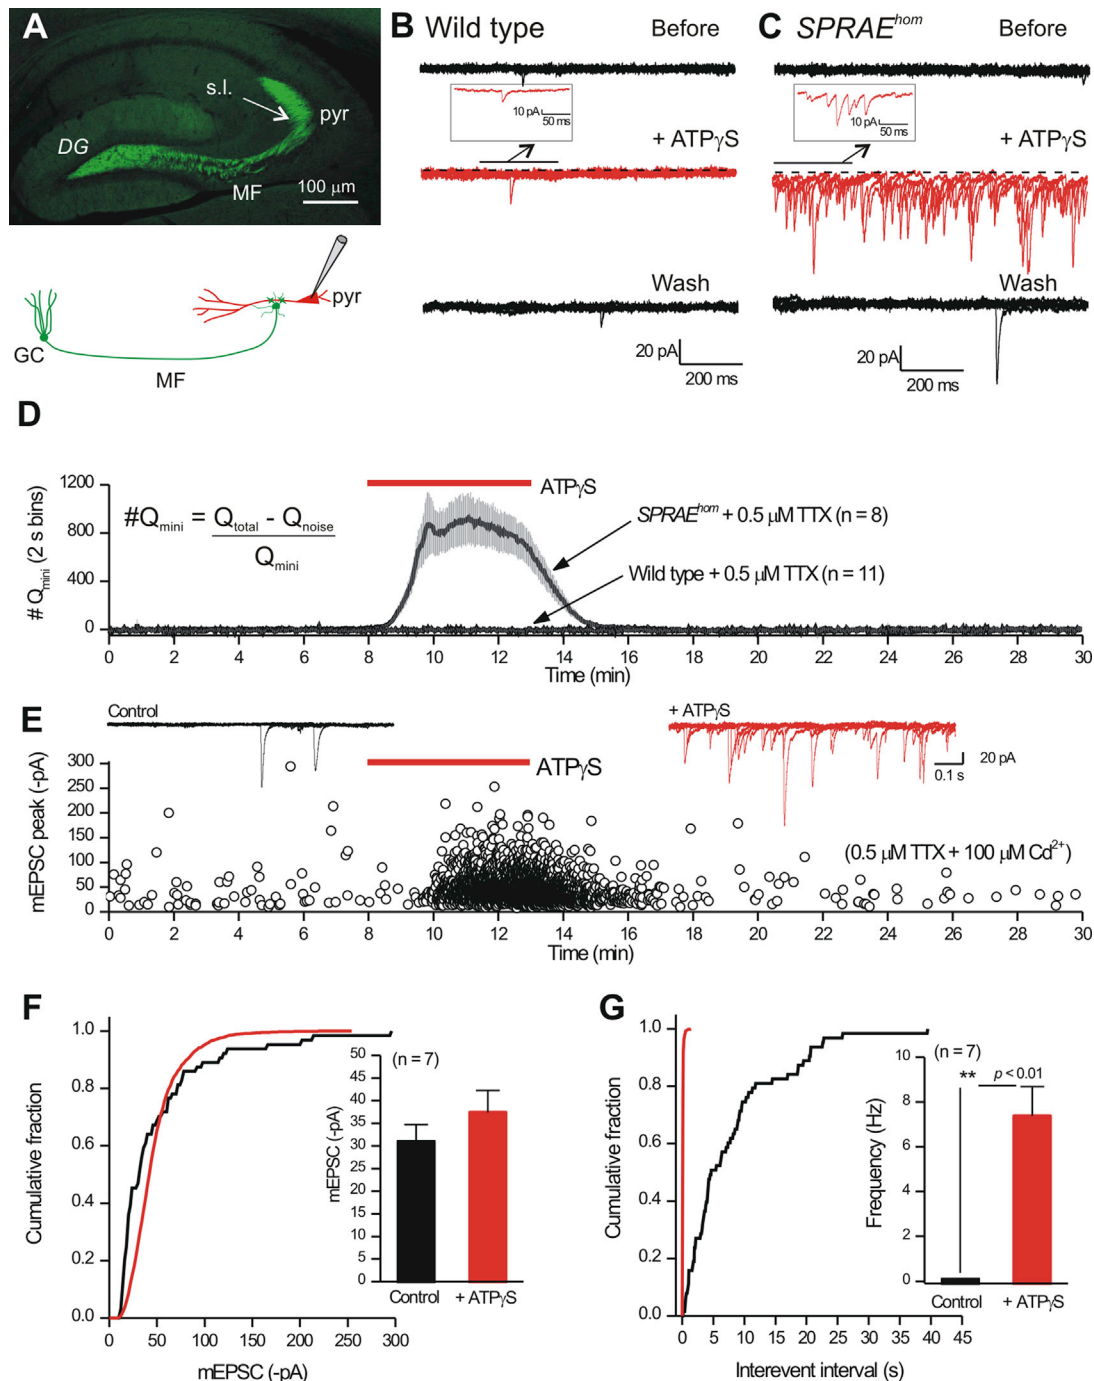 A
s.l.
pyr
DG
MF
100 μm
pyr
GC
MF
B Wild type
Before
10 pA
50 ms
+ ATPγS
Wash
20 pA
200 ms
C SPRAEhom
Before
10 pA
50 ms
+ ATPγS
Wash
20 pA
200 ms
D
# Qmini (2 s bins)
1200
800
400
0
#Qmini = Qtotal - Qnoise
Qmini
ATPγS
SPRAEhom + 0.5 μM TTX (n = 8)
Wild type + 0.5 μM TTX (n = 11)
0 2 4 6 8 10 12 14 16 18 20 22 24 26 28 30
Time (min)
E
Control
+ ATPγS
20 pA
0.1 s
ATPγS
mEPSC peak (-pA)
300
250
200
150
100
50
0
(0.5 μM TTX + 100 μM Cd2+)
0 2 4 6 8 10 12 14 16 18 20 22 24 26 28 30
Time (min)
F
Cumulative fraction
1.0
0.8
0.6
0.4
0.2
0.0
0 50 100 150 200 250 300
mEPSC (-pA)
(n = 7)
mEPSC (-pA)
50
45
40
35
30
25
20
15
10
5
0
Control + ATPγS
G
Cumulative fraction
1.0
0.8
0.6
0.4
0.2
0.0
0 5 10 15 20 25 30 35 40 45
Interevent interval (s)
(n = 7)
** p < 0.01
Frequency (Hz)
10
8
6
4
2
0
Control + ATPγS